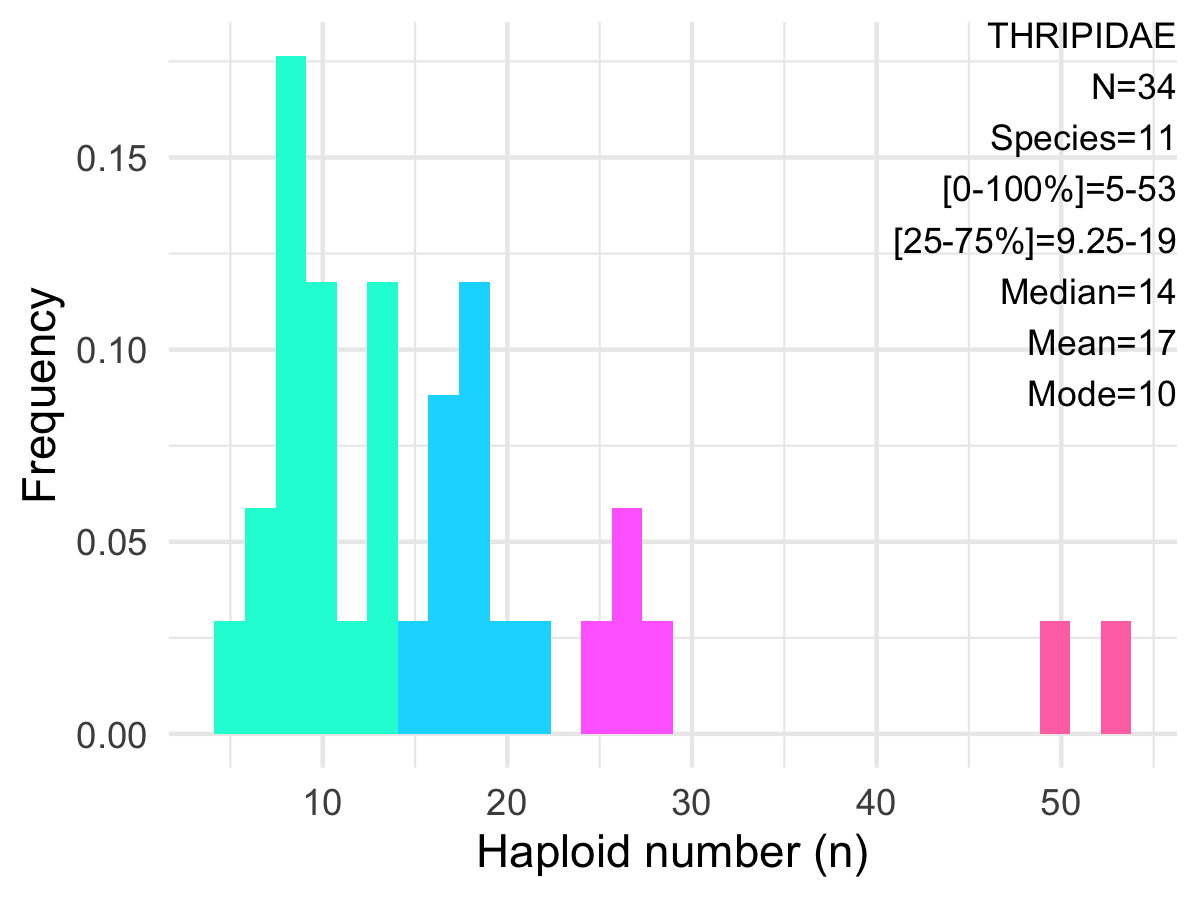 THRIPIDAE
N=34
Species=11
[0-100%]=5-53
[25-75%]=9.25-19
Median=14
Mean=17
Mode=10
Frequency
0.15
0.10
0.05
0.00
10 20 30 40 50
Haploid number (n)